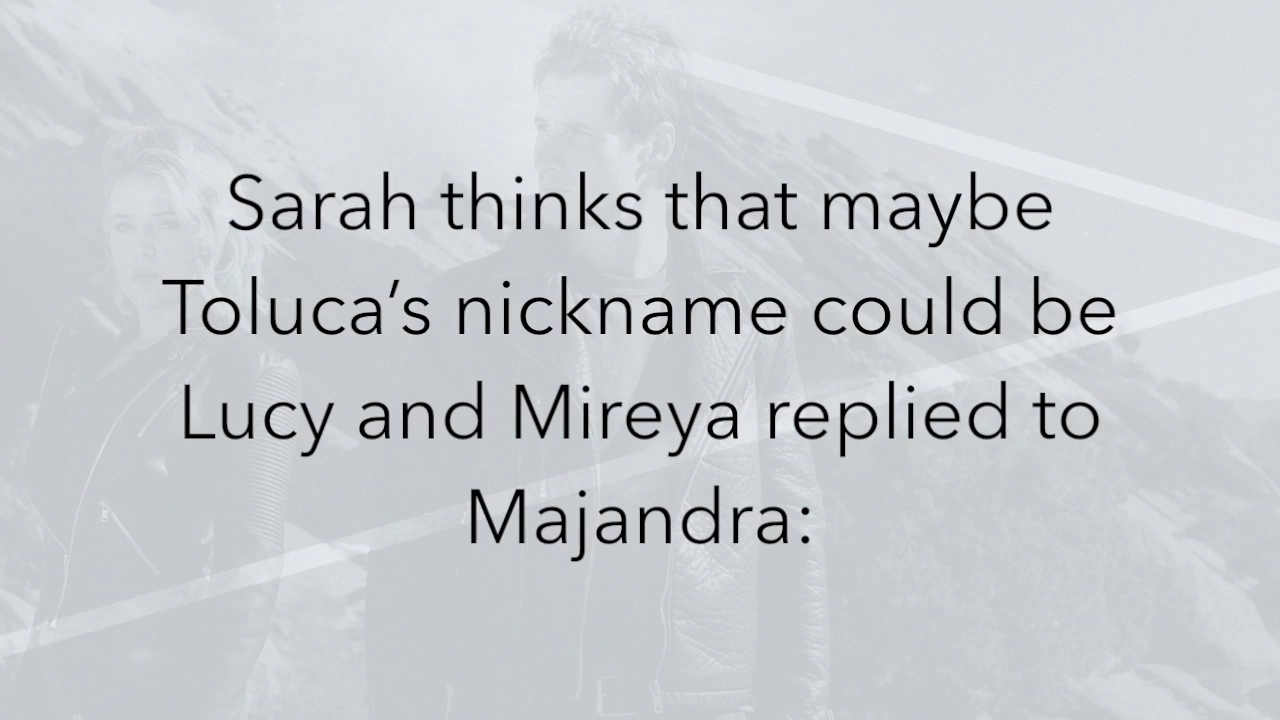 Sarah thinks that maybe
Toluca’s nickname could be
Lucy and Mireya replied to
Majandra: